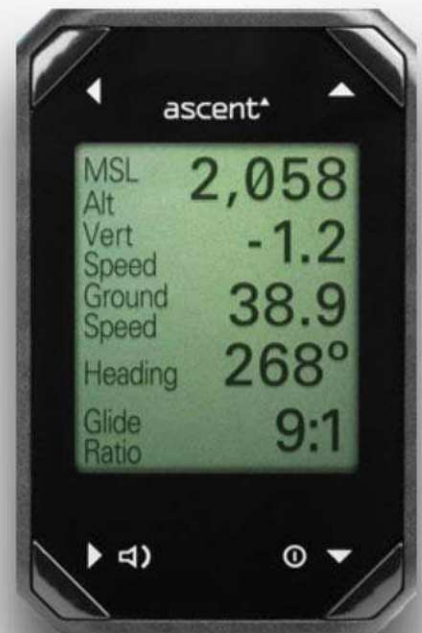 ascent
MSL Alt 2,058
Vert Speed -1.2
Ground Speed 38.9
Heading 268°
Glide Ratio 9:1